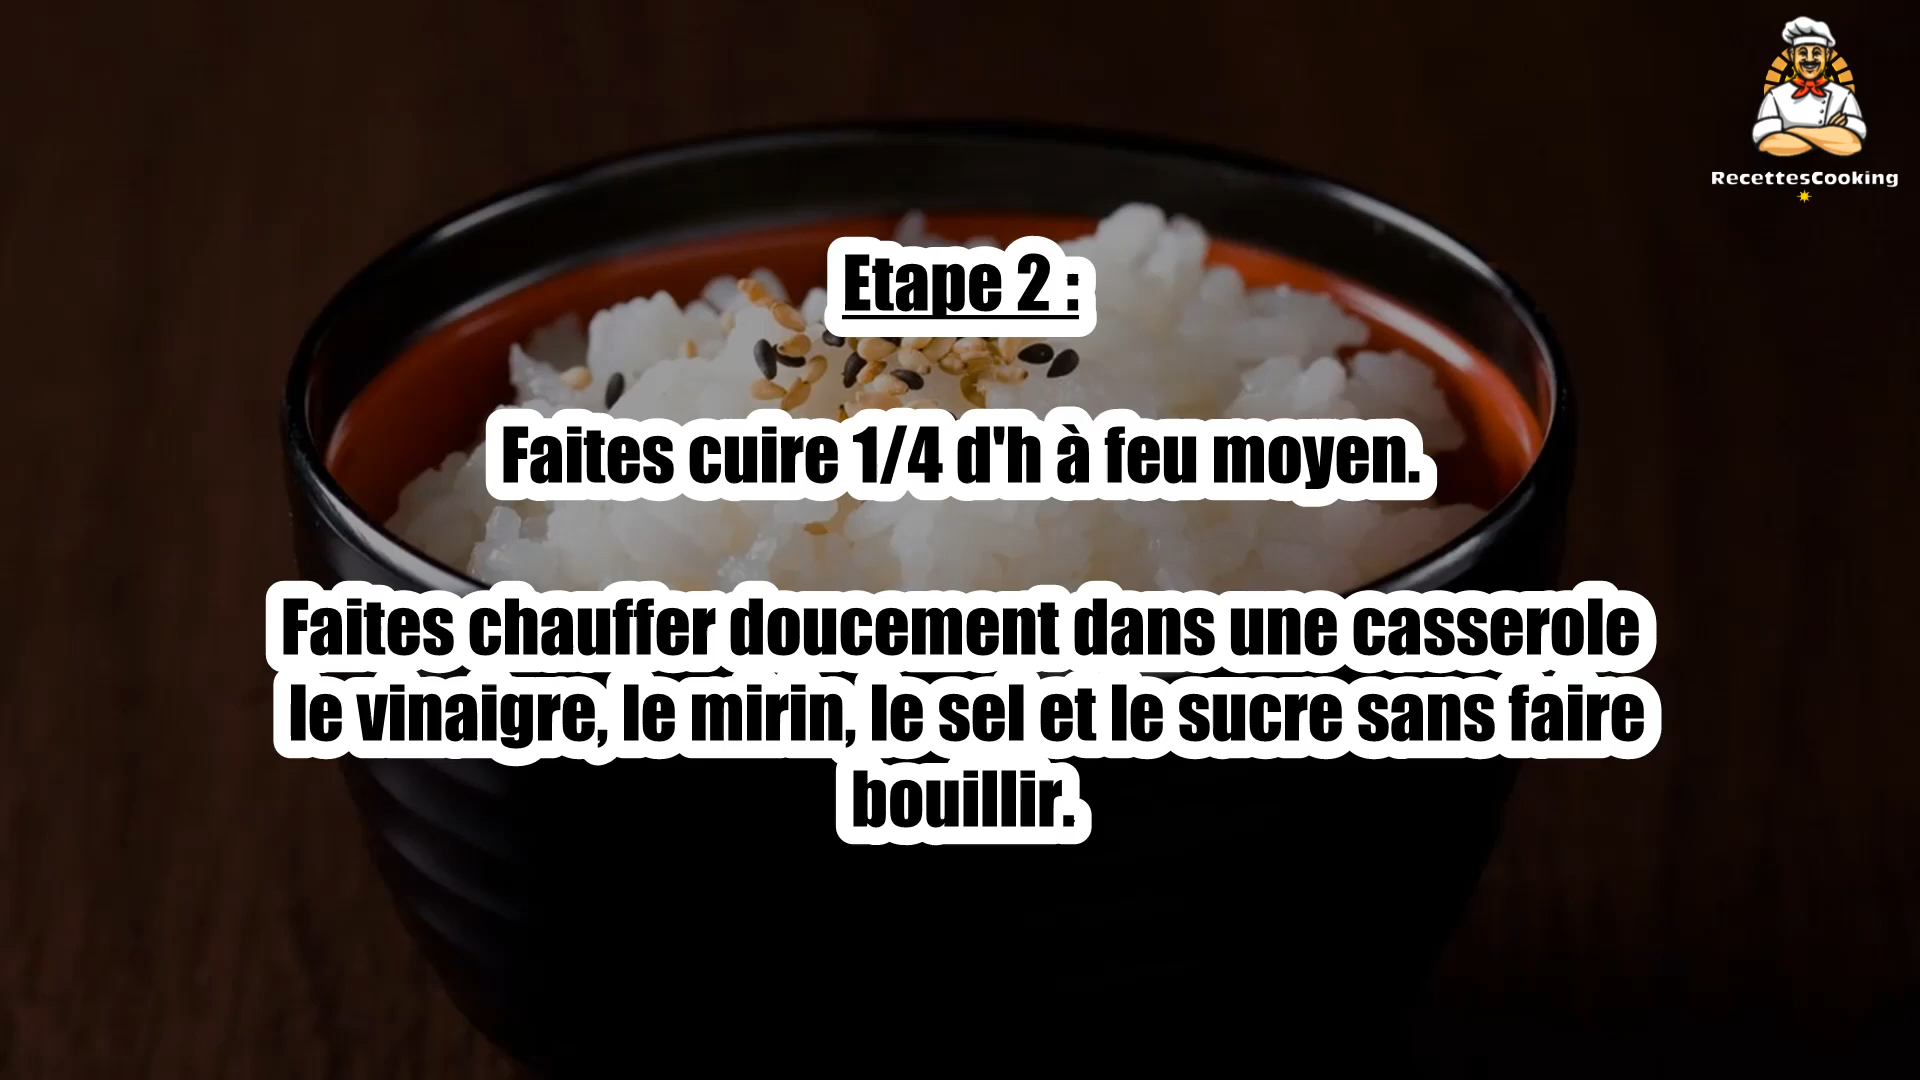 RecettesCooking
Etape 2 :
Faites cuire 1/4 d'h à feu moyen.
Faites chauffer doucement dans une casserole
le vinaigre, le mirin, le sel et le sucre sans faire
bouillir.